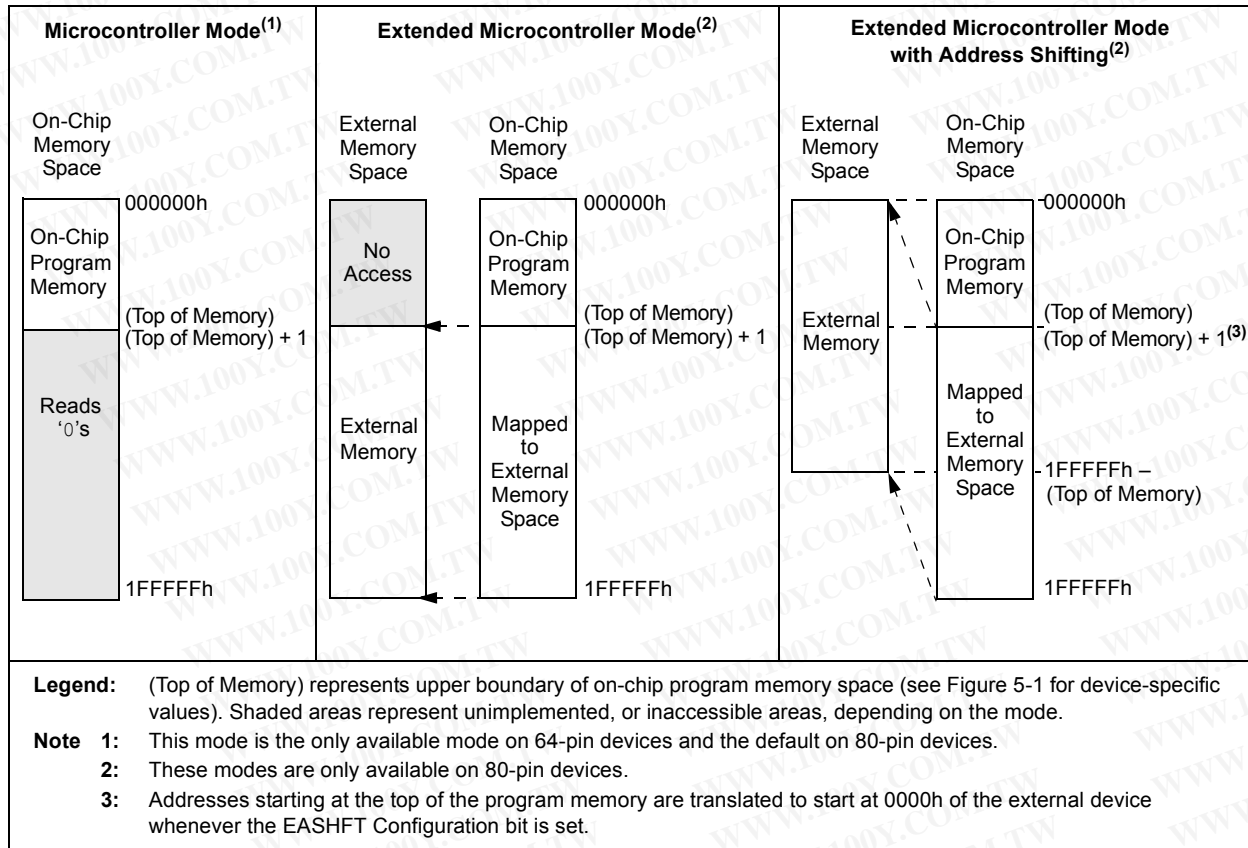 Microcontroller Mode(1)
On-Chip
Memory
Space
000000h
On-Chip
Program
Memory
(Top of Memory)
(Top of Memory) + 1
Reads
‘0’s
1FFFFFh
Extended Microcontroller Mode(2)
External
Memory
Space
On-Chip
Memory
Space
000000h
No
Access
On-Chip
Program
Memory
(Top of Memory)
(Top of Memory) + 1
External
Memory
Mapped
to
External
Memory
Space
1FFFFFh
Extended Microcontroller Mode
with Address Shifting(2)
External
Memory
Space
On-Chip
Memory
Space
000000h
On-Chip
Program
Memory
External
Memory
(Top of Memory)
(Top of Memory) + 1(3)
Mapped
to
External
Memory
Space
1FFFFFh –
(Top of Memory)
1FFFFFh
Legend: (Top of Memory) represents upper boundary of on-chip program memory space (see Figure 5-1 for device-specific
values). Shaded areas represent unimplemented, or inaccessible areas, depending on the mode.
Note 1: This mode is the only available mode on 64-pin devices and the default on 80-pin devices.
2: These modes are only available on 80-pin devices.
3: Addresses starting at the top of the program memory are translated to start at 0000h of the external device
whenever the EASHFT Configuration bit is set.
WWW.100Y.COM.TW